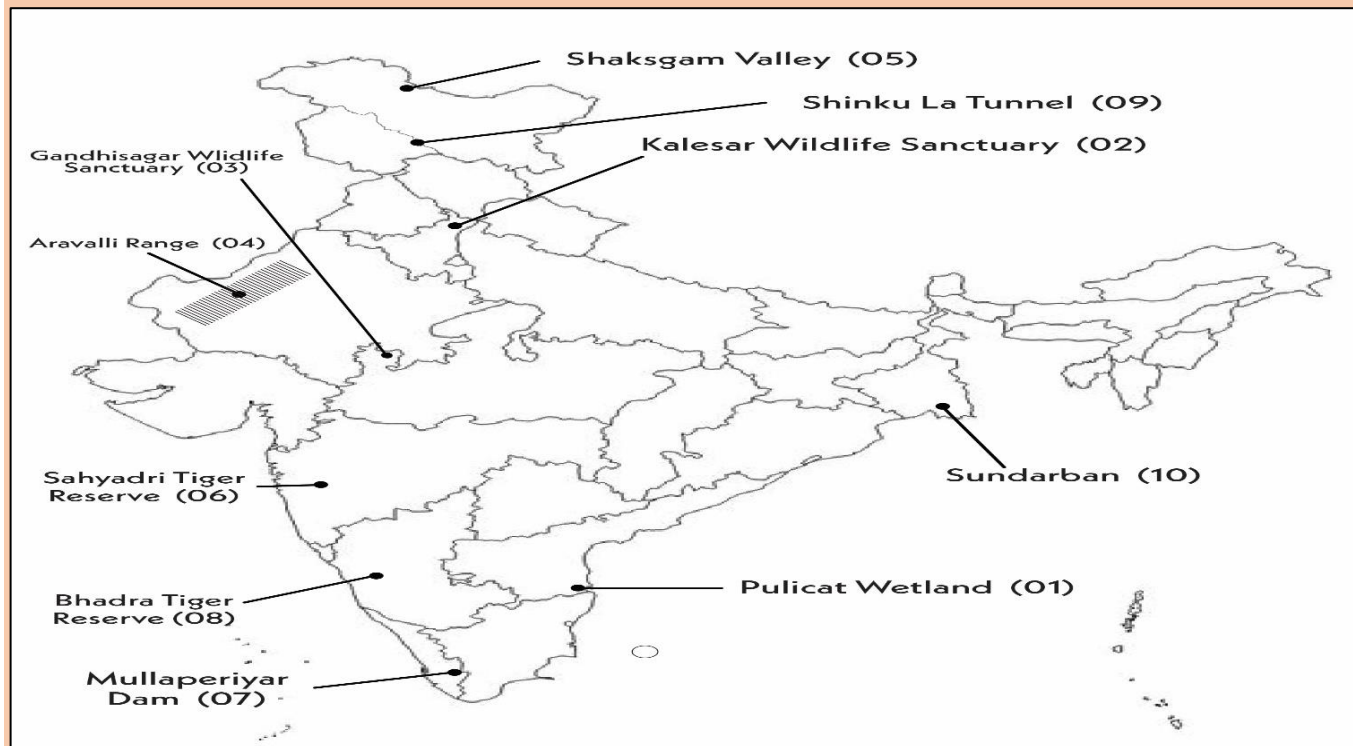 Shaksgam Valley (05)
Shinku La Tunnel (09)
Kalesar Wildlife Sanctuary (02)
Gandhisagar Wlidlife
Sanctuary (03)
Aravalli Range (04)
Sahyadri Tiger
Reserve (06)
Sundarban (10)
Bhadra Tiger
Reserve (08)
Pulicat Wetland (01)
Mullaperiyar
Dam (07)